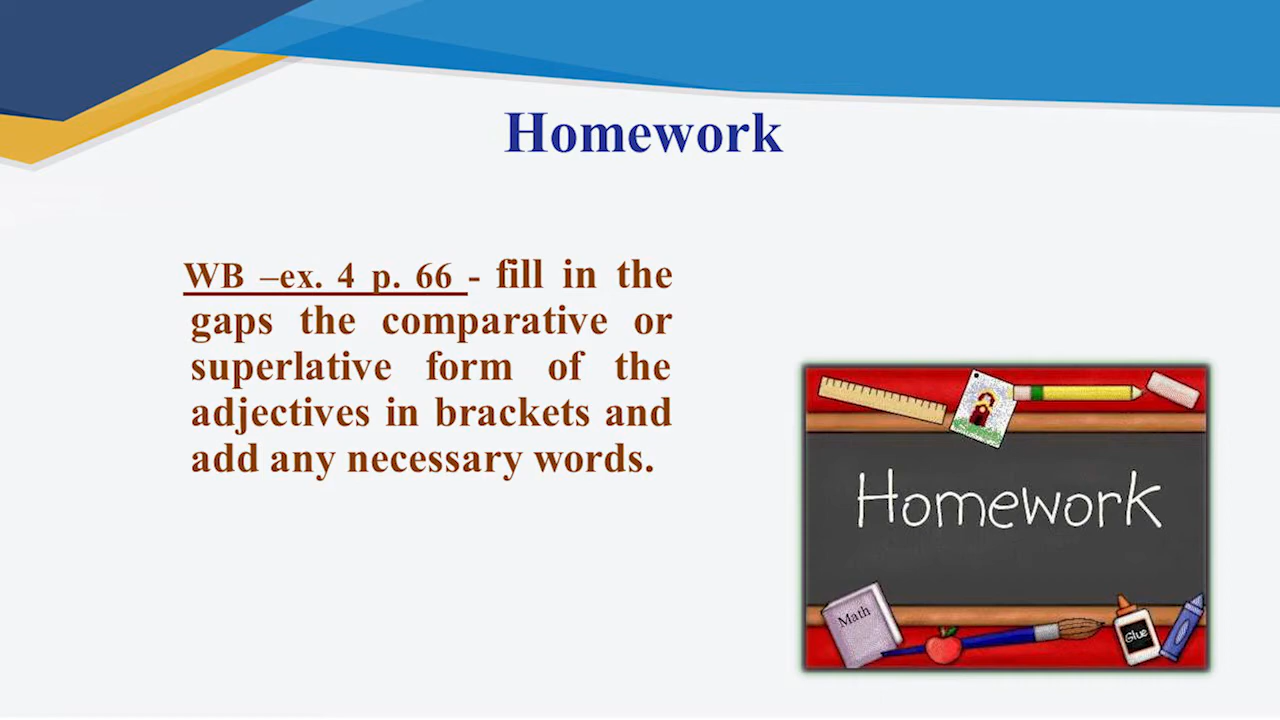 Homework
WB –ex. 4 p. 66 - fill in the
gaps the comparative or
superlative form of the
adjectives in brackets and
add any necessary words.
Homework
Math
Glue